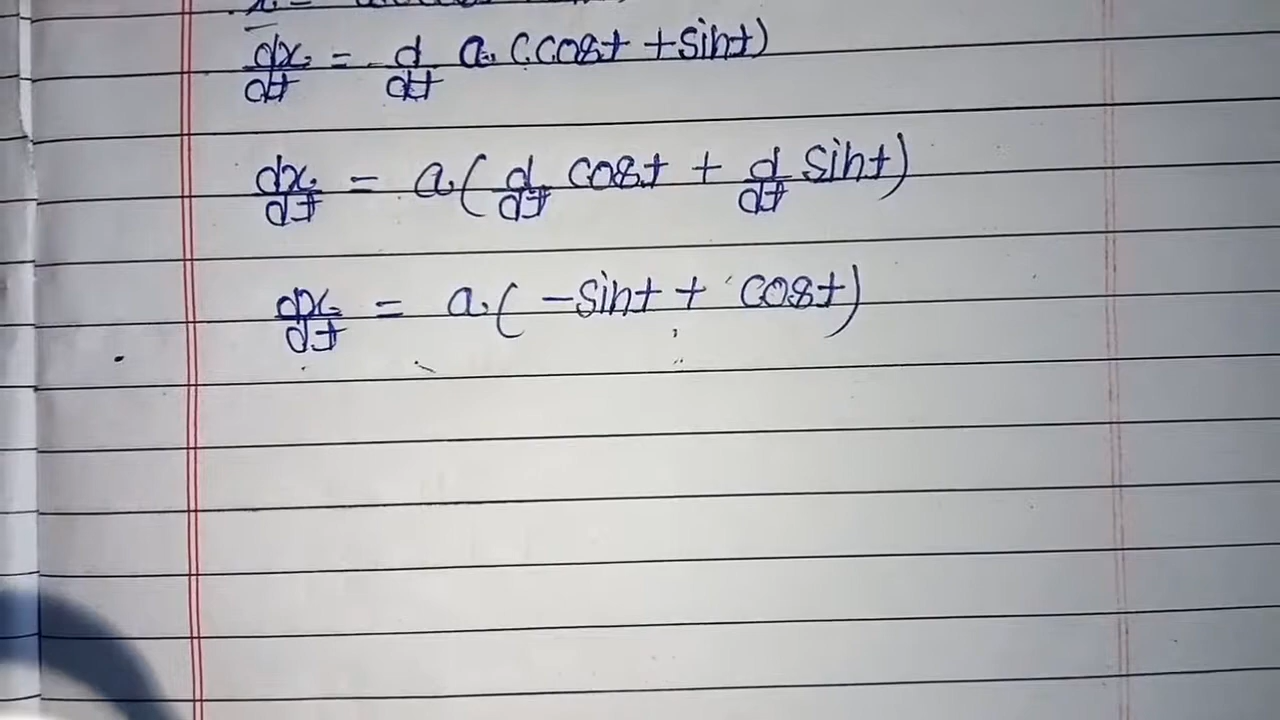 dx/dt = d/dt a (cost + sint)
dx/dt = a ( d/dt cost + d/dt sint)
dx/dt = a ( -sint + cost)